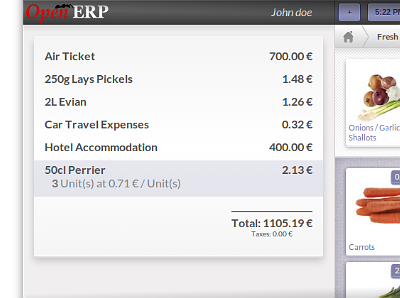 Open ERP
John doe
+
5:22
Fresh
Air Ticket 700.00 €
250g Lays Pickels 1.48 €
2L Evian 1.26 €
Car Travel Expenses 0.32 €
Hotel Accommodation 400.00 €
50cl Perrier 2.13 €
3 Unit(s) at 0.71 € / Unit(s)
Total: 1105.19 €
Taxes: 0.00 €
Onions / Garlic
Shallots
Carrots